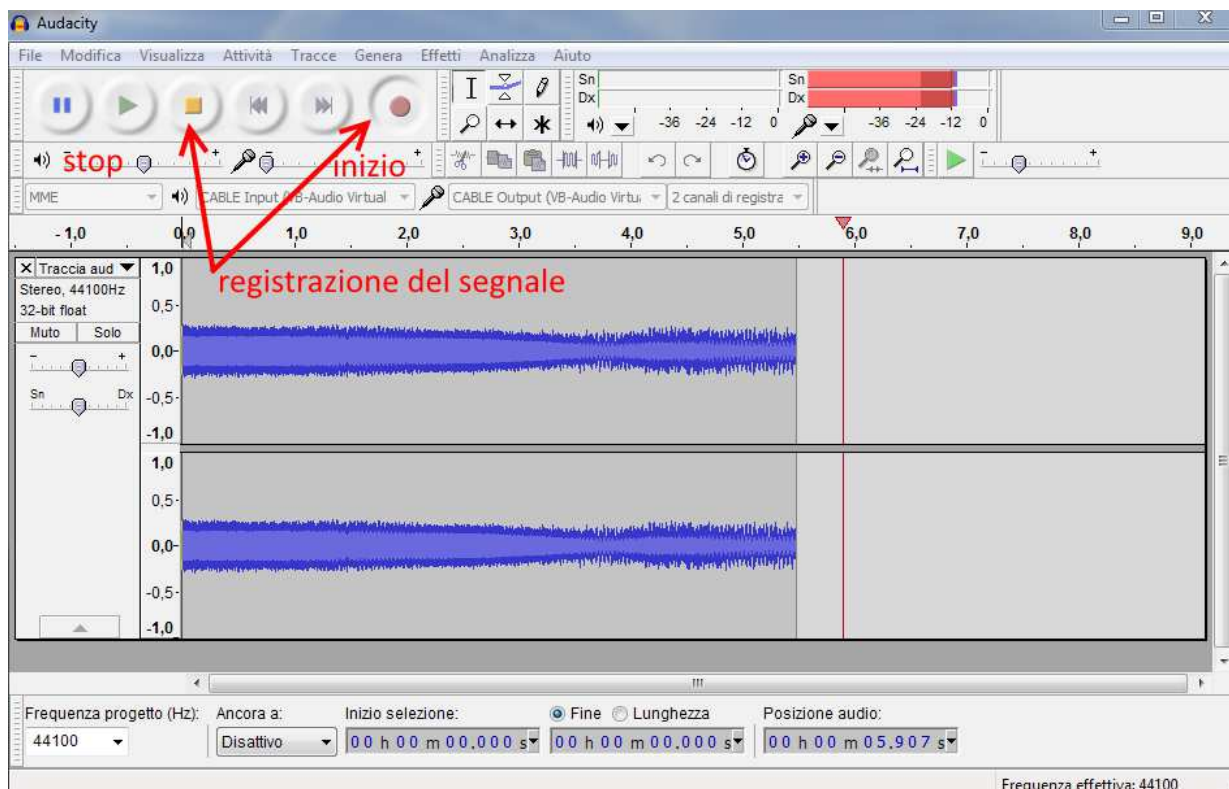 Audacity
File Modifica Visualizza Attività Tracce Genera Effetti Analizza Aiuto
Sn
Dx
-36 -24 -12 0
Sn
Dx
-36 -24 -12 0
stop
inizio
- +
- +
- +
MME
CABLE Input (VB-Audio Virtual
CABLE Output (VB-Audio Virtu
2 canali di registra
- 1,0 0,0 1,0 2,0 3,0 4,0 5,0 6,0 7,0 8,0 9,0
registrazione del segnale
X Traccia aud
Stereo, 44100Hz
32-bit float
Muto Solo
- +
Sn Dx
1,0
0,5-
0,0-
-0,5-
-1,0
1,0
0,5-
0,0-
-0,5-
-1,0
Frequenza progetto (Hz): Ancora a: Inizio selezione: Fine Lunghezza Posizione audio:
44100 Disattivo 00 h 00 m 00.000 s 00 h 00 m 00.000 s 00 h 00 m 05.907 s
Frequenza effettiva: 44100